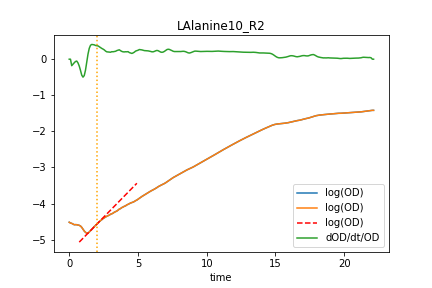 LAlanine10_R2
0
−1
−2
−3
−4
−5
0 5 10 15 20
time
log(OD)
log(OD)
log(OD)
dOD/dt/OD